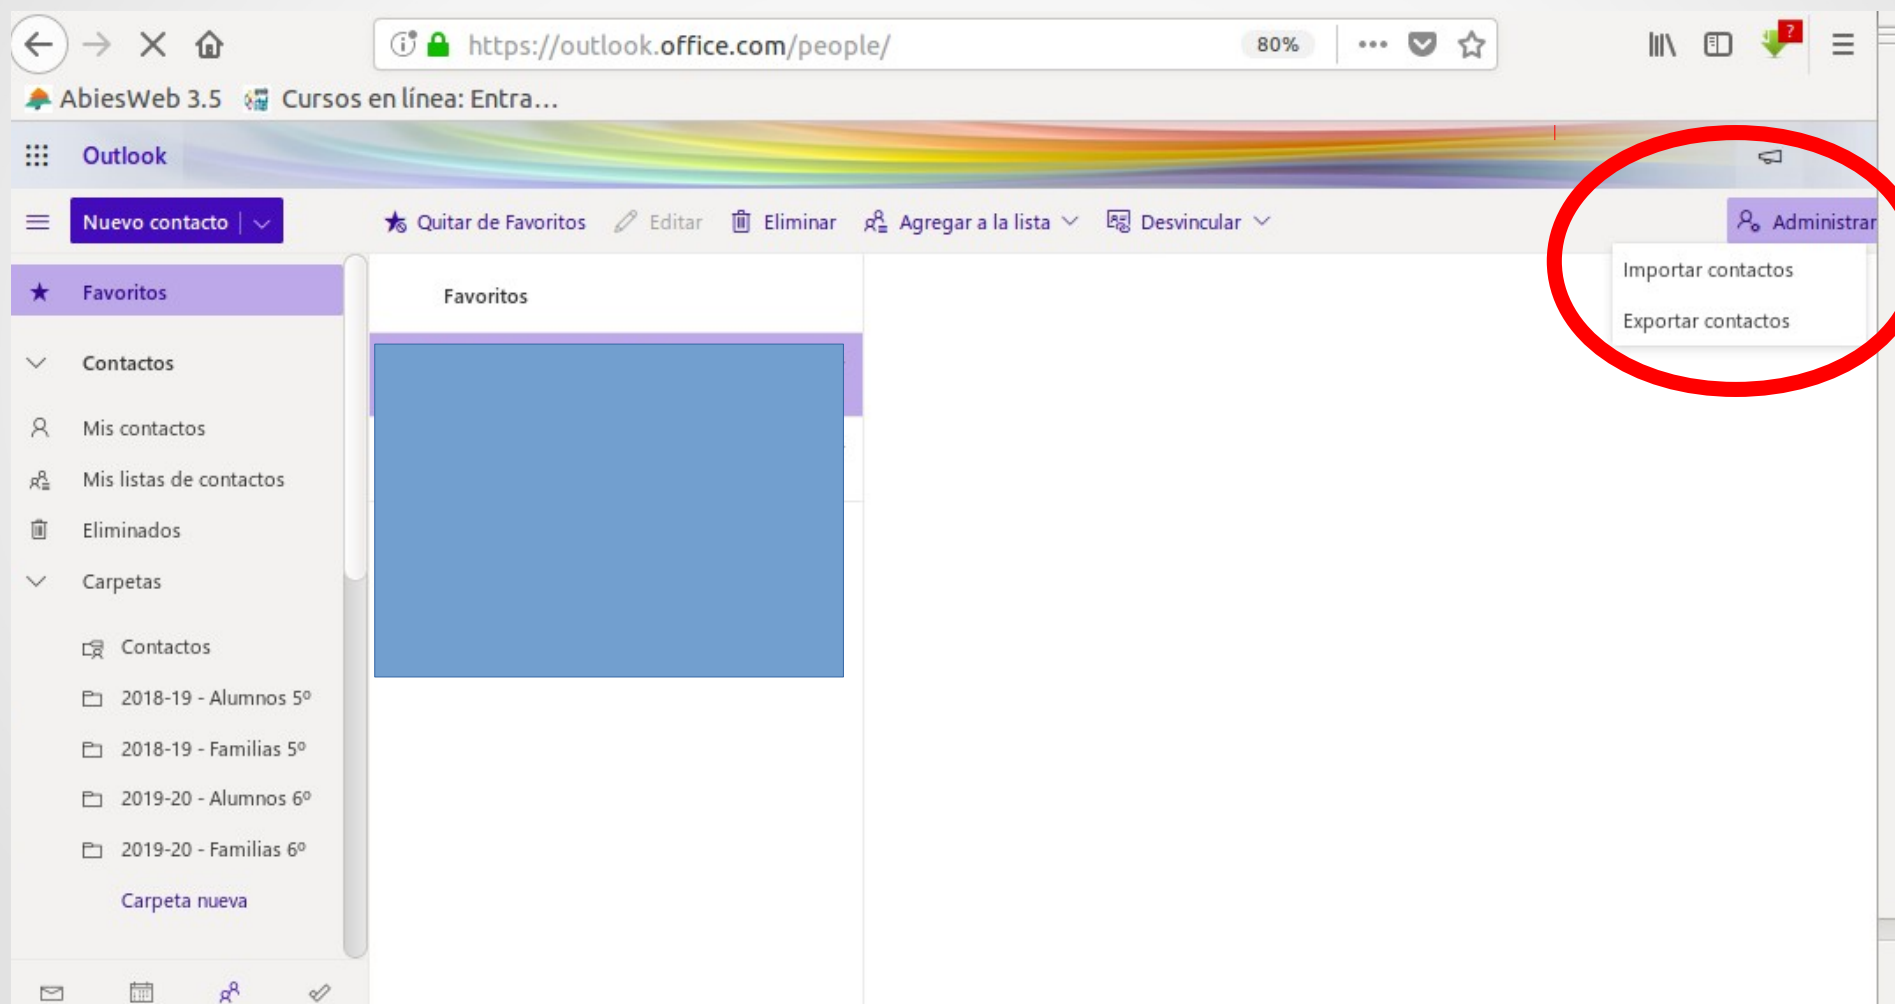 https://outlook.office.com/people/
80%
?
AbiesWeb 3.5
Cursos en línea: Entra...
Outlook
Nuevo contacto
Quitar de Favoritos
Editar
Eliminar
Agregar a la lista
Desvincular
Administrar
Importar contactos
Exportar contactos
Favoritos
Contactos
Mis contactos
Mis listas de contactos
Eliminados
Carpetas
Contactos
2018-19 - Alumnos 5º
2018-19 - Familias 5º
2019-20 - Alumnos 6º
2019-20 - Familias 6º
Carpeta nueva
Favoritos